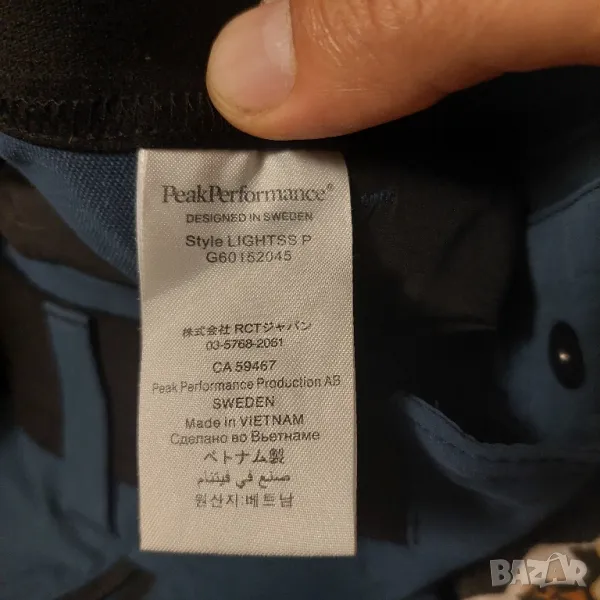 PeakPerformance®
DESIGNED IN SWEDEN
Style LIGHTSS P
G60152045
株式会社 RCTジャパン
03-5768-2061
CA 59467
Peak Performance Production AB
SWEDEN
Made in VIETNAM
Сделано во Вьетнаме
ベトナム製
صنع في فيتنام
원산지:베트남
BAZAR